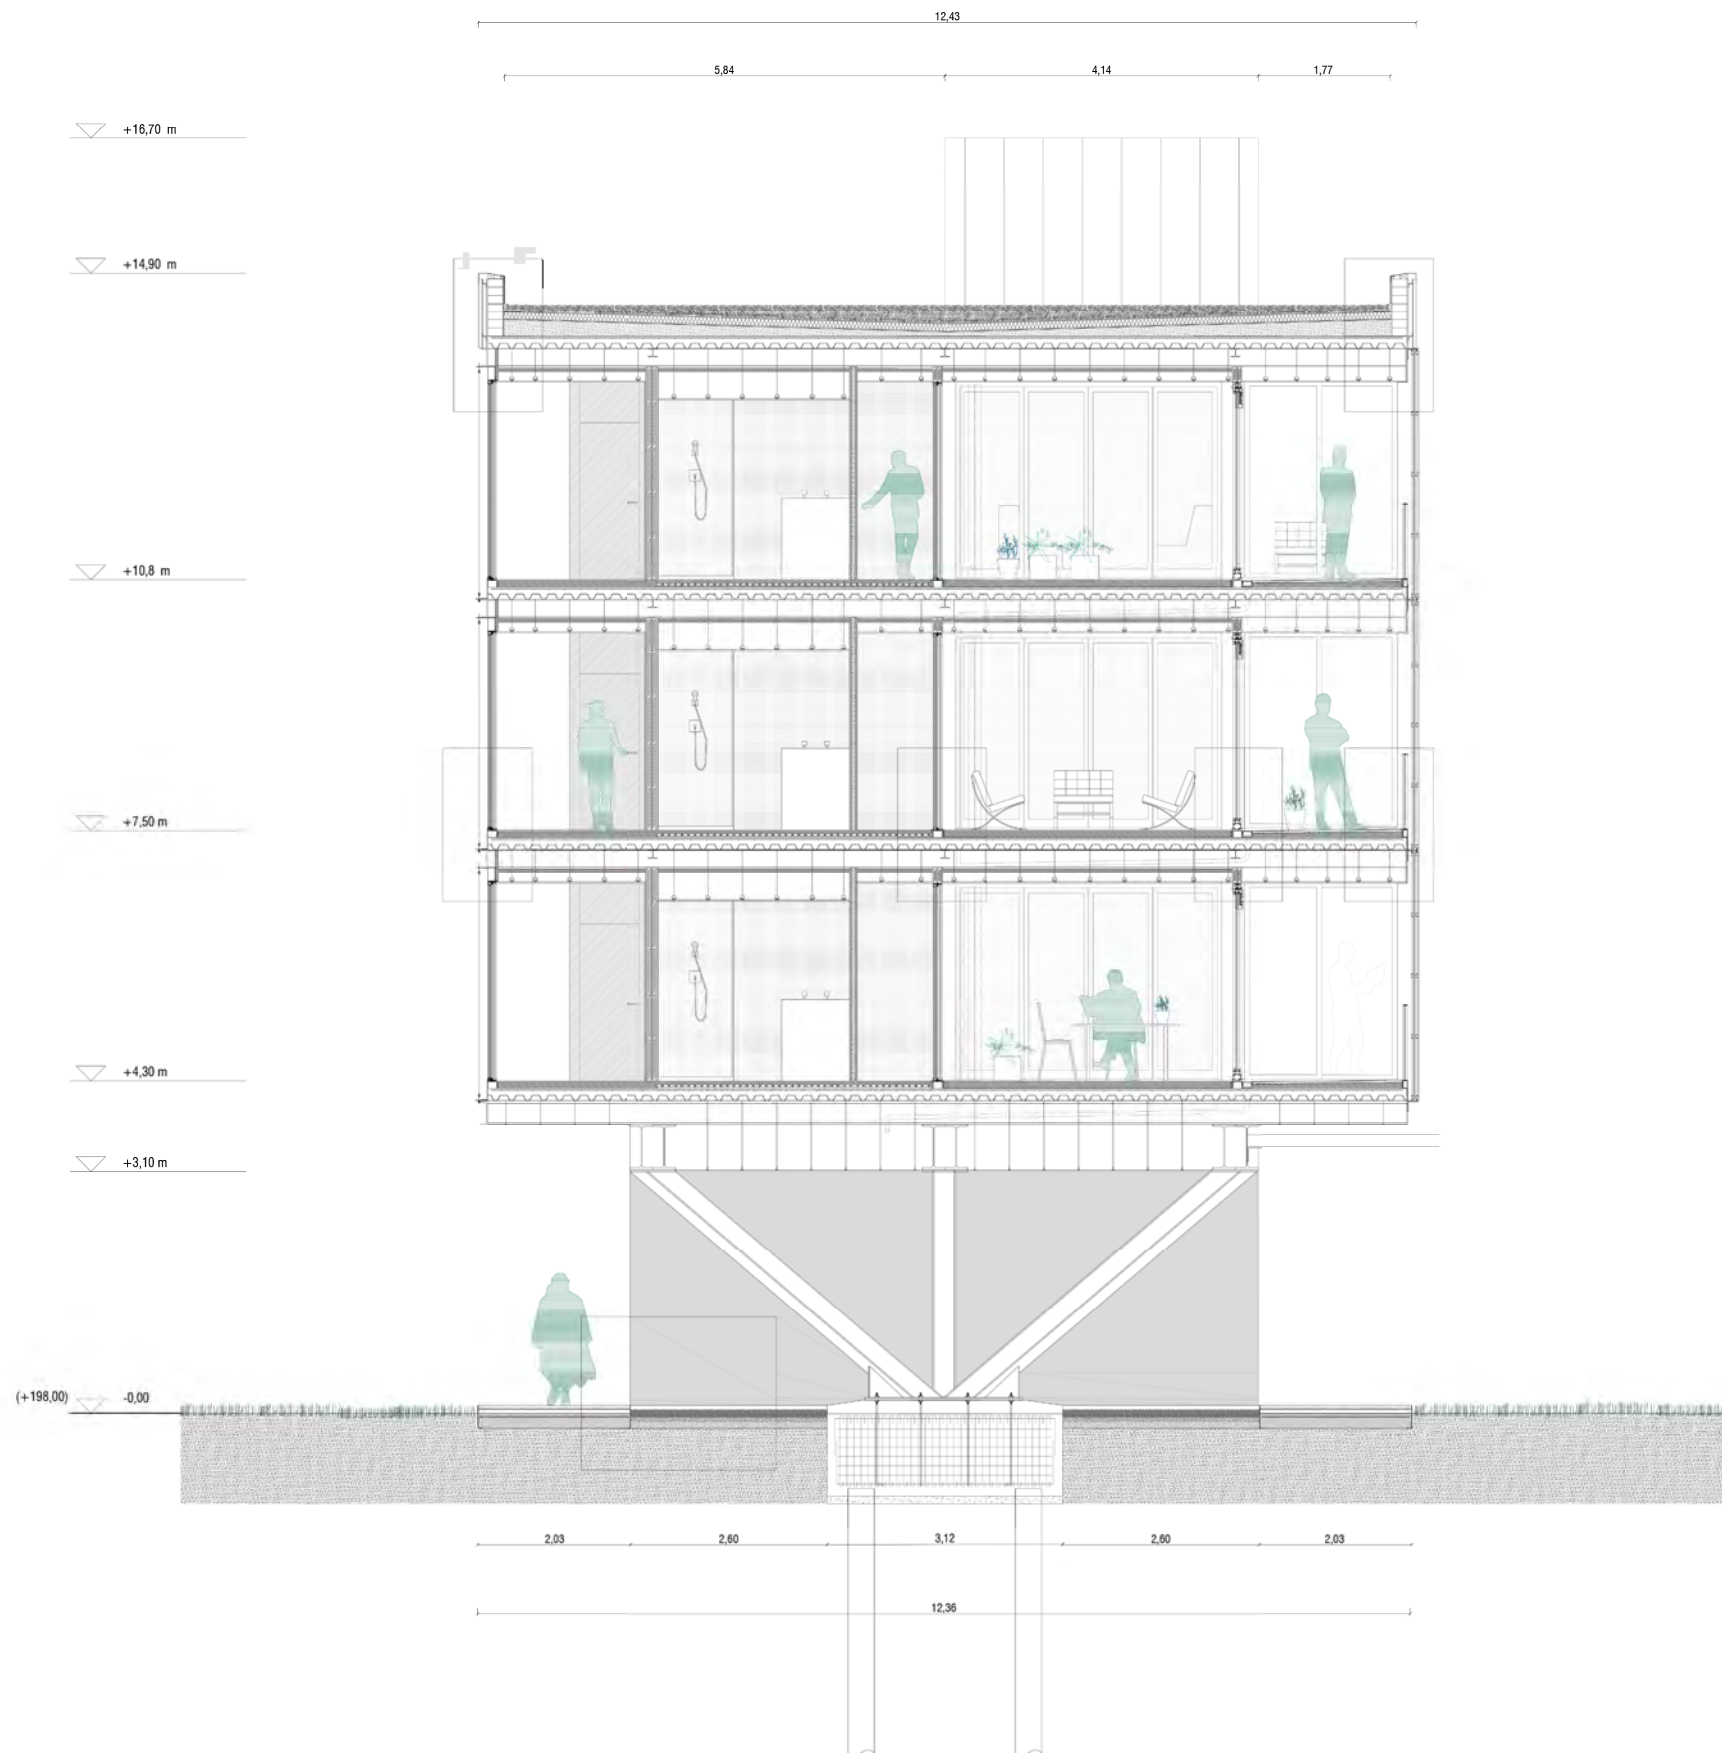 12,43
5,84 4,14 1,77
+16,70 m
+14,90 m
+10,8 m
+7,50 m
+4,30 m
+3,10 m
(+198,00) -0,00
2,03 2,60 3,12 2,60 2,03
12,36